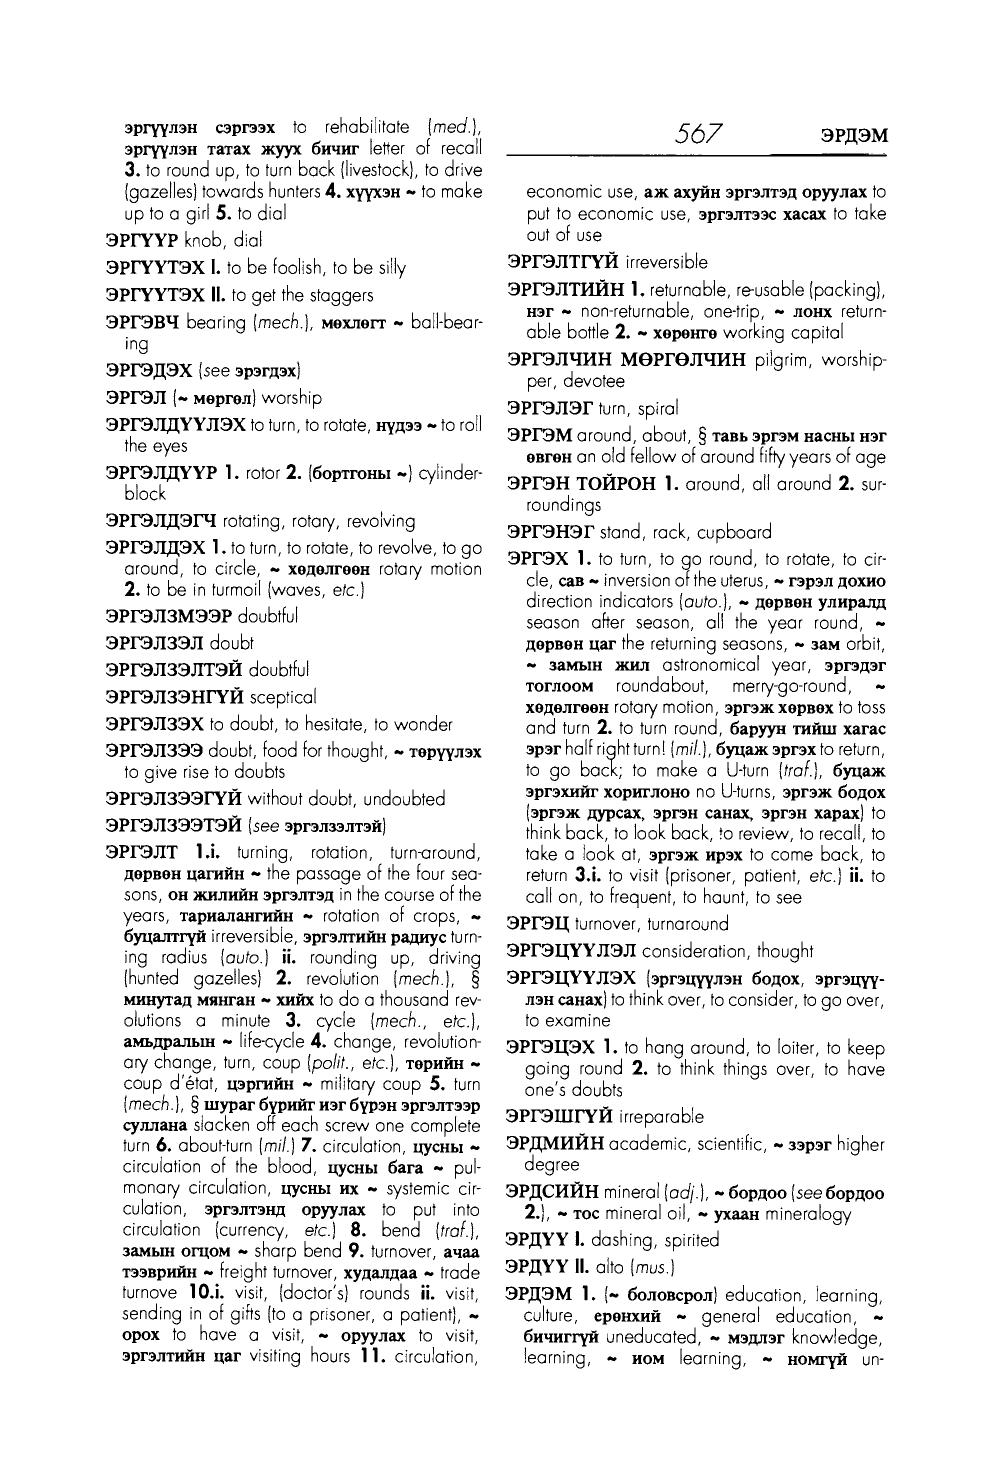 эргүүлэн сэргээх to rehabilitate (med.),
эргүүлэн татах жуух бичиг letter of recall
3. to round up, to turn back (livestock), to drive
(gazelles) towards hunters 4. хүүхэн ~ to make
up to a girl 5. to dial
ЭРГҮҮР knob, dial
ЭРГҮҮТЭХ I. to be foolish, to be silly
ЭРГҮҮТЭХ II. to get the staggers
ЭРГЭВЧ bearing (mech.), мөхлөгт ~ ball-bear-
ing
ЭРГЭДЭХ (see эрэгдэх)
ЭРГЭЛ (~ мөргөл) worship
ЭРГЭЛДҮҮЛЭХ to turn, to rotate, нүдээ ~ to roll
the eyes
ЭРГЭЛДҮҮР 1. rotor 2. (бортгоны ~) cylinder-
block
ЭРГЭЛДЭГЧ rotating, rotary, revolving
ЭРГЭЛДЭХ 1. to turn, to rotate, to revolve, to go
around, to circle, ~ хөдөлгөөн rotary motion
2. to be in turmoil (waves, etc.)
ЭРГЭЛЗМЭЭР doubtful
ЭРГЭЛЗЭЛ doubt
ЭРГЭЛЗЭЛТЭЙ doubtful
ЭРГЭЛЗЭНГҮЙ sceptical
ЭРГЭЛЗЭХ to doubt, to hesitate, to wonder
ЭРГЭЛЗЭЭ doubt, food for thought, ~ төрүүлэх
to give rise to doubts
ЭРГЭЛЗЭЭГҮЙ without doubt, undoubted
ЭРГЭЛЗЭЭТЭЙ (see эргэлзэлтэй)
ЭРГЭЛТ 1.i. turning, rotation, turn-around,
дөрвөн цагийн ~ the passage of the four sea-
sons, он жилийн эргэлтэд in the course of the
years, тариалангийн ~ rotation of crops, ~
буцалтгүй irreversible, эргэлтийн радиус turn-
ing radius (auto.) ii. rounding up, driving
(hunted gazelles) 2. revolution (mech.), §
минутад мянган ~ хийх to do a thousand rev-
olutions a minute 3. cycle (mech., etc.),
амьдралын ~ life-cycle 4. change, revolution-
ary change, turn, coup (polit., etc.), төрийн ~
coup d'état, цэргийн ~ military coup 5. turn
(mech.), § шураг бүрийг иэг бүрэн эргэлтээр
суллана slacken off each screw one complete
turn 6. about-turn (mil.) 7. circulation, цусны ~
circulation of the blood, цусны бага ~ pul-
monary circulation, цусны их ~ systemic cir-
culation, эргэлтэнд оруулах to put into
circulation (currency, etc.) 8. bend (traf.),
замын огцом ~ sharp bend 9. turnover, ачаа
тээврийн ~ freight turnover, худалдаа ~ trade
turnove 10.i. visit, (doctor's) rounds ii. visit,
sending in of gifts (to a prisoner, a patient), ~
орох to have a visit, ~ оруулах to visit,
эргэлтийн цаг visiting hours 11. circulation,
567 ЭРДЭМ
economic use, аж ахуйн эргэлтэд оруулах to
put to economic use, эргэлтээс хасах to take
out of use
ЭРГЭЛТГҮЙ irreversible
ЭРГЭЛТИЙН 1. returnable, re-usable (packing),
нэг ~ non-returnable, one-trip, ~ лонх return-
able bottle 2. ~ хөрөнгө working capital
ЭРГЭЛЧИН МӨРГӨЛЧИН pilgrim, worship-
per, devotee
ЭРГЭЛЭГ turn, spiral
ЭРГЭМ around, about, § тавь эргэм насны нэг
өвгөн an old fellow of around fifty years of age
ЭРГЭН ТОЙРОН 1. around, all around 2. sur-
roundings
ЭРГЭНЭГ stand, rack, cupboard
ЭРГЭХ 1. to turn, to go round, to rotate, to cir-
cle, сав ~ inversion of the uterus, ~ гэрэл дохио
direction indicators (auto.), ~ дөрвөн улиралд
season after season, all the year round, ~
дөрвөн цаг the returning seasons, ~ зам orbit,
~ замын жил astronomical year, эргэдэг
тоглоом roundabout, merry-go-round, ~
хөдөлгөөн rotary motion, эргэж хөрвөх to toss
and turn 2. to turn round, баруун тийш хагас
эрэг half right turn! (mil.), буцаж эргэх to return,
to go back; to make a U-turn (traf.), буцаж
эргэхийг хориглоно no U-turns, эргэж бодох
(эргэж дурсах, эргэн санах, эргэн харах) to
think back, to look back, to review, to recall, to
take a look at, эргэж ирэх to come back, to
return 3.i. to visit (prisoner, patient, etc.) ii. to
call on, to frequent, to haunt, to see
ЭРГЭЦ turnover, turnaround
ЭРГЭЦҮҮЛЭЛ consideration, thought
ЭРГЭЦҮҮЛЭХ (эргэцүүлэн бодох, эргэцүү-
лэн санах) to think over, to consider, to go over,
to examine
ЭРГЭЦЭХ 1. to hang around, to loiter, to keep
going round 2. to think things over, to have
one's doubts
ЭРГЭШГҮЙ irreparable
ЭРДМИЙН academic, scientific, ~ зэрэг higher
degree
ЭРДСИЙН mineral (adj.), ~ бордоо (see бордоо
2.), ~ тос mineral oil, ~ ухаан mineralogy
ЭРДҮҮ I. dashing, spirited
ЭРДҮҮ II. alto (mus.)
ЭРДЭМ 1. (~ боловсрол) education, learning,
culture, ерөнхий ~ general education, ~
бичиггүй uneducated, ~ мэдлэг knowledge,
learning, ~ иом learning, ~ номгүй un-